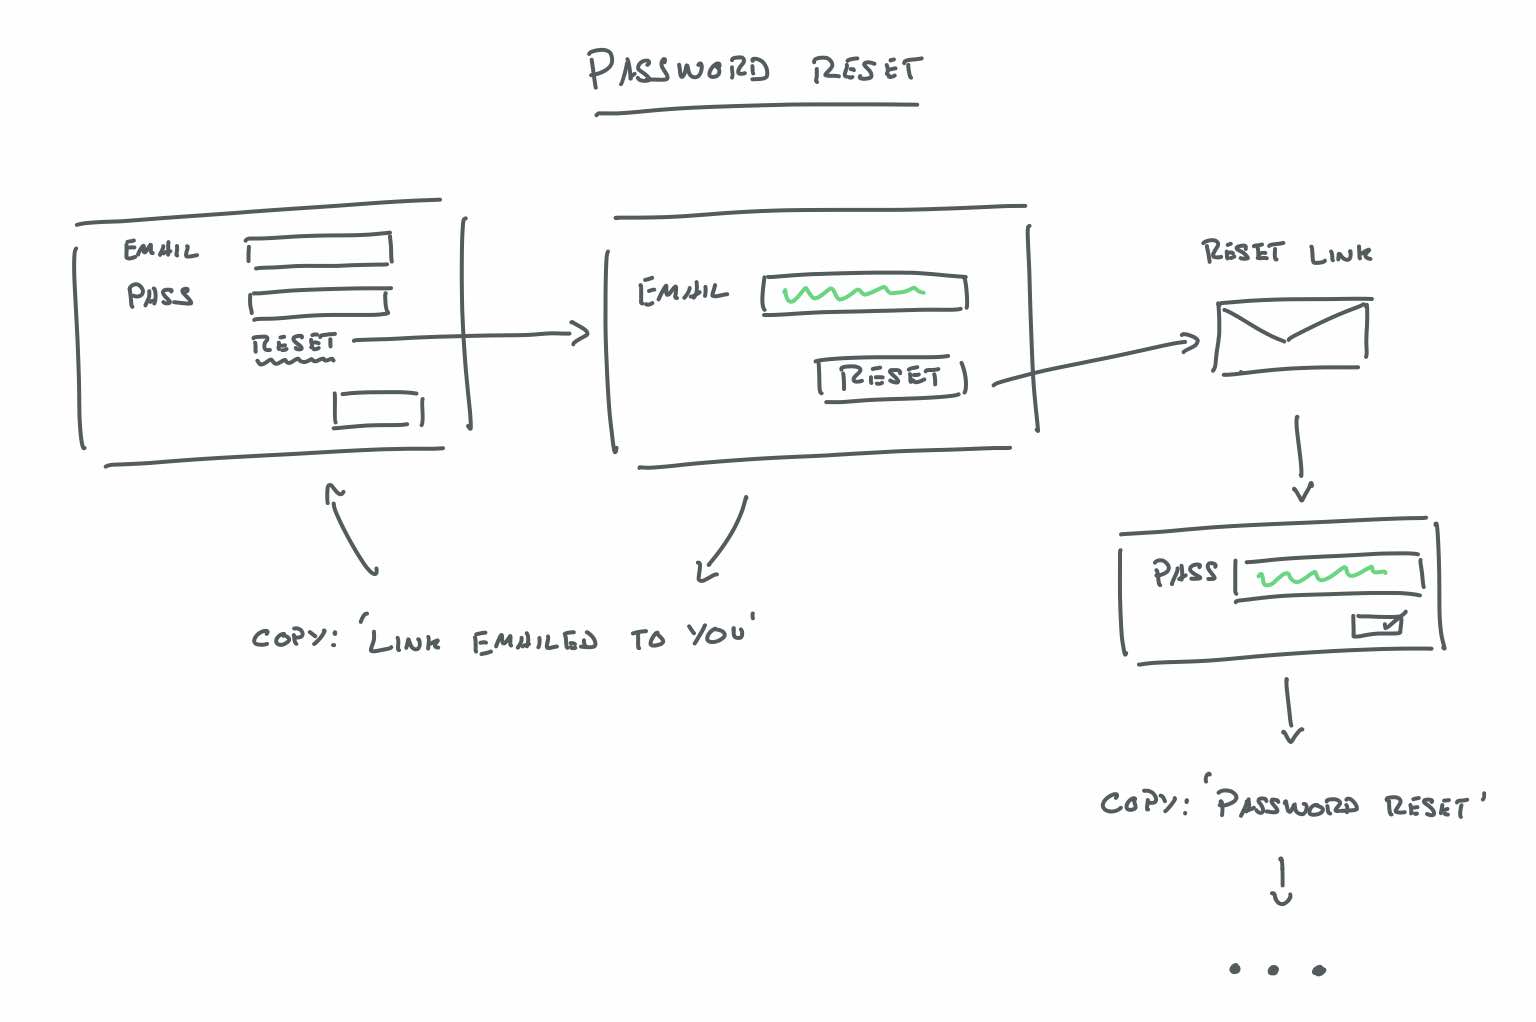 PASSWORD RESET
EMAIL
PASS
RESET
EMAIL
RESET
RESET LINK
COPY: 'LINK EMAILED TO YOU'
PASS
COPY: 'PASSWORD RESET'
...